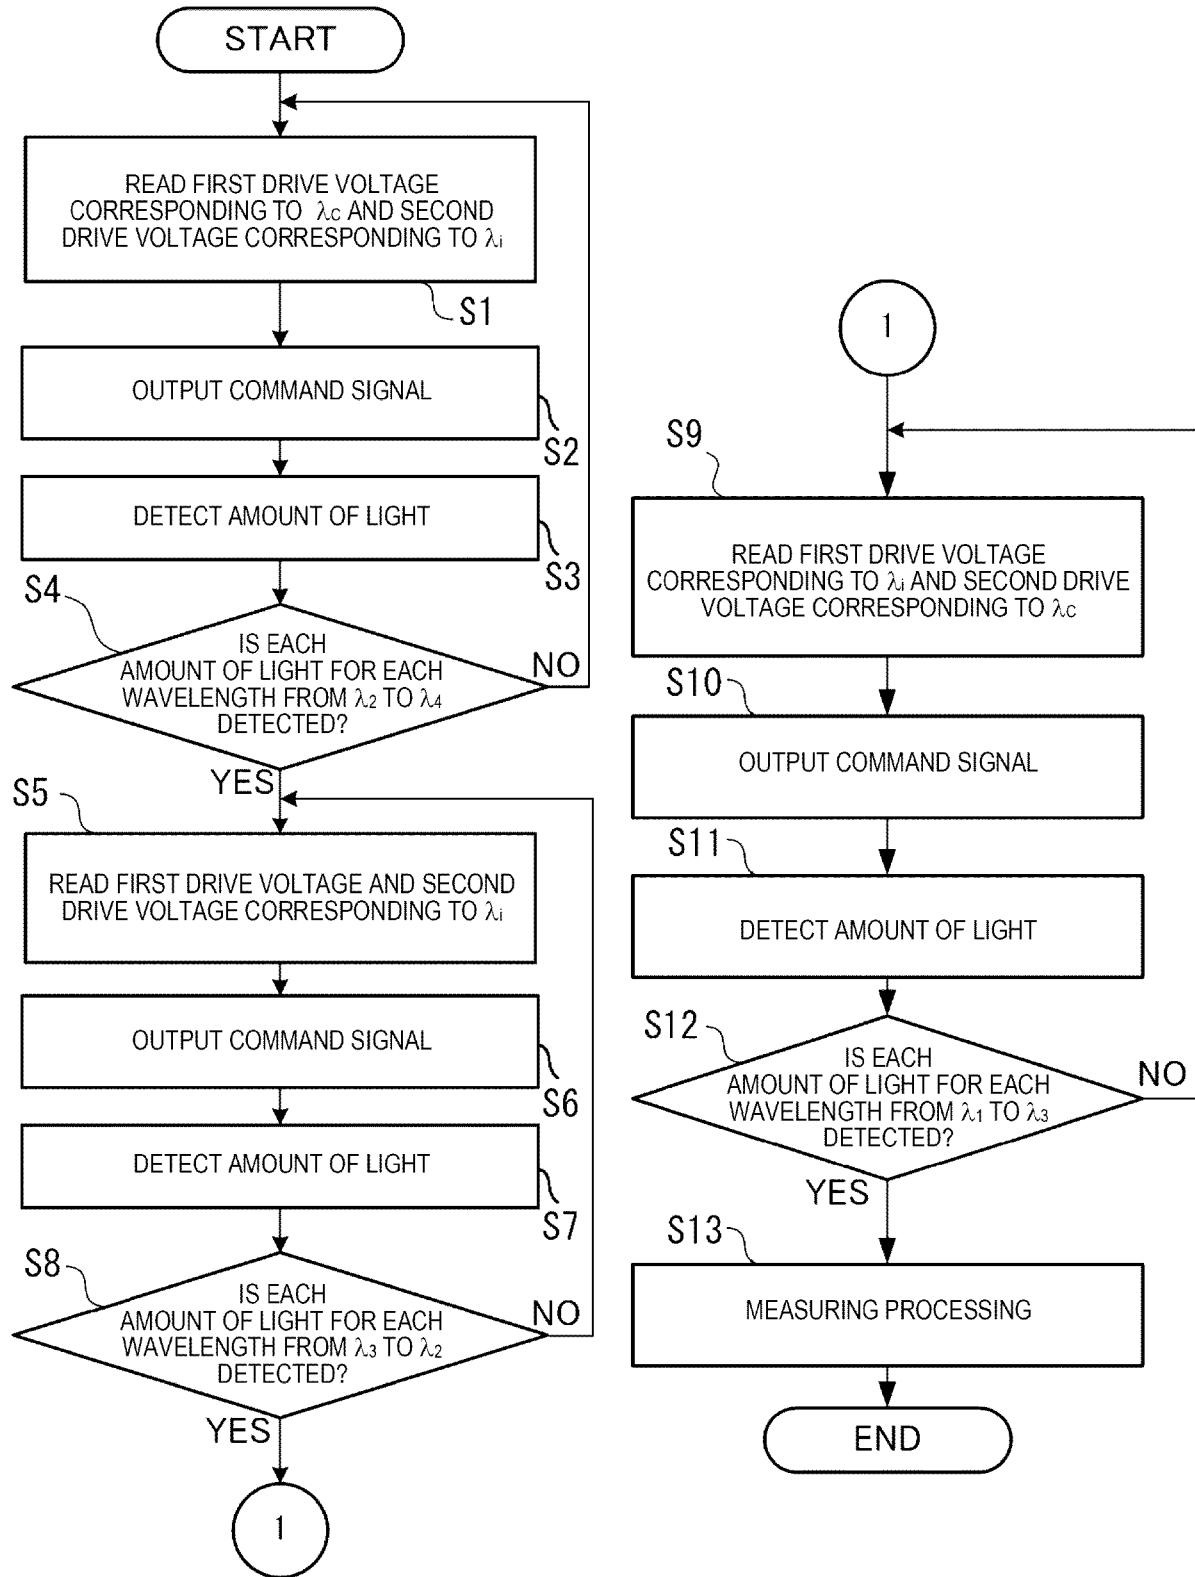 START
READ FIRST DRIVE VOLTAGE
CORRESPONDING TO λc AND SECOND
DRIVE VOLTAGE CORRESPONDING TO λi
S1
OUTPUT COMMAND SIGNAL
S2
DETECT AMOUNT OF LIGHT
S3
S4
IS EACH
AMOUNT OF LIGHT FOR EACH
WAVELENGTH FROM λ2 TO λ4
DETECTED?
NO
YES
S5
READ FIRST DRIVE VOLTAGE AND SECOND
DRIVE VOLTAGE CORRESPONDING TO λi
OUTPUT COMMAND SIGNAL
S6
DETECT AMOUNT OF LIGHT
S7
S8
IS EACH
AMOUNT OF LIGHT FOR EACH
WAVELENGTH FROM λ3 TO λ2
DETECTED?
NO
YES
1
1
S9
READ FIRST DRIVE VOLTAGE
CORRESPONDING TO λi AND SECOND DRIVE
VOLTAGE CORRESPONDING TO λc
S10
OUTPUT COMMAND SIGNAL
S11
DETECT AMOUNT OF LIGHT
S12
IS EACH
AMOUNT OF LIGHT FOR EACH
WAVELENGTH FROM λ1 TO λ3
DETECTED?
NO
YES
S13
MEASURING PROCESSING
END